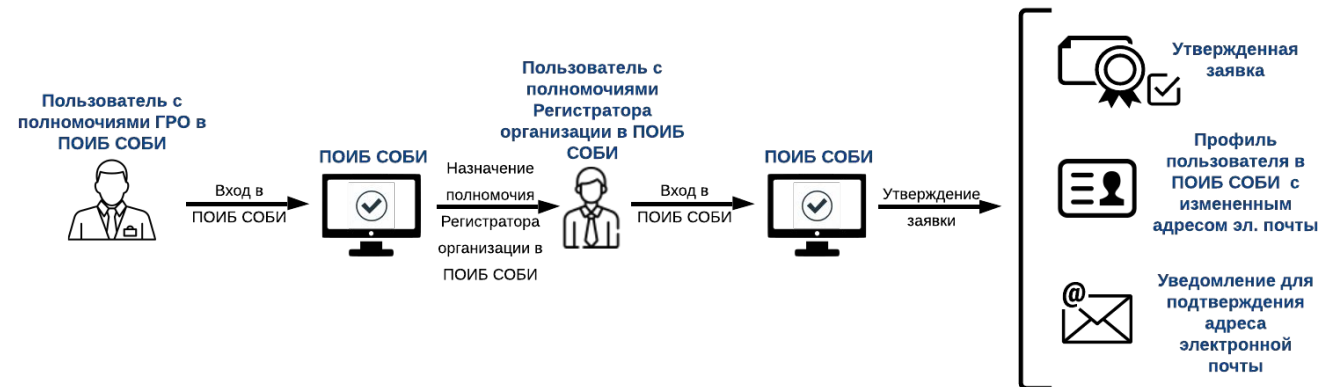 Пользователь с
полномочиями ГРО в
ПОИБ СОБИ
Вход в
ПОИБ СОБИ
ПОИБ СОБИ
Назначение
полномочия
Регистратора
организации в
ПОИБ СОБИ
Пользователь с
полномочиями
Регистратора
организации в ПОИБ
СОБИ
Вход в
ПОИБ СОБИ
ПОИБ СОБИ
Утверждение
заявки
Утвержденная
заявка
Профиль
пользователя в
ПОИБ СОБИ с
измененным
адресом эл. почты
@
Уведомление для
подтверждения
адреса
электронной
почты